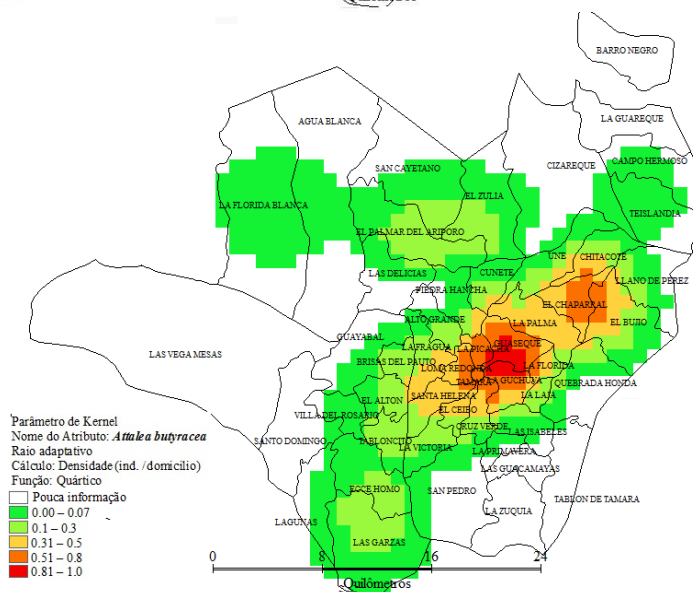 BARRO NEGRO
LA GUAREQUE
AGUA BLANCA
CAMPO HERMOSO
SAN CAYETANO
CIZAREQUE
EL ZULIA
LA FLORIDA BLANCA
TEISLANDIA
EL PALMAR DEL ARIPORO
UNE
CHITACOTE
LAS DELICIAS
CUNETE
LLANO DE PEREZ
PIEDRA HANCHA
EL CHAPARRAL
ALTO GRANDE
LA PALMA
EL BUJIO
GUAYABAL
GUASEQUE
LA FRAGUA
LA PICACHA
LAS VEGA MESAS
BRISAS DEL PAUTO
LOMA REDONDA
LA FLORIDA
TAMARA
LA GUCHUVA
QUEBRADA HONDA
SANTA HELENA
LA LAJA
EL ALTON
EL CEIBO
VILLA DEL ROSARIO
CRUZ VERDE
LAS ISABELES
SANTO DOMINGO
TABLONCITO
LA VICTORIA
LA PRIMAVERA
LAS GUACAMAYAS
ECCE HOMO
SAN PEDRO
TABLON DE TAMARA
LA ZUQUIA
LAGUNAS
LAS GARZAS
Parâmetro de Kernel
Nome do Atributo: Attalea butyracea
Raio adaptativo
Cálculo: Densidade (ind. /domicílio)
Função: Quártico
Pouca informação
0.00 – 0.07
0.1 – 0.3
0.31 – 0.5
0.51 – 0.8
0.81 – 1.0
0 8 16 24
Quilômetros